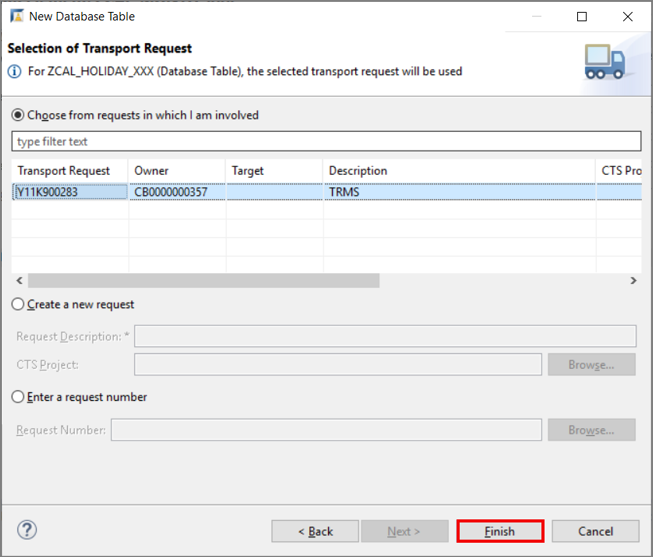 New Database Table
Selection of Transport Request
For ZCAL_HOLIDAY_XXX (Database Table), the selected transport request will be used
Choose from requests in which I am involved
type filter text
Transport Request Owner Target Description CTS Pro
Y11K900283 CB0000000357 TRMS
Create a new request
Request Description: *
CTS Project:
Browse...
Enter a request number
Request Number:
Browse...
< Back Next > Finish Cancel